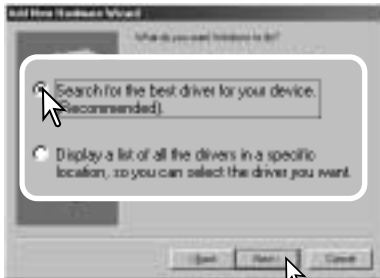 Add New Hardware Wizard
What do you want Windows to do?
Search for the best driver for your device.
(Recommended).
Display a list of all the drivers in a specific
location, so you can select the driver you want.
< Back
Next >
Cancel